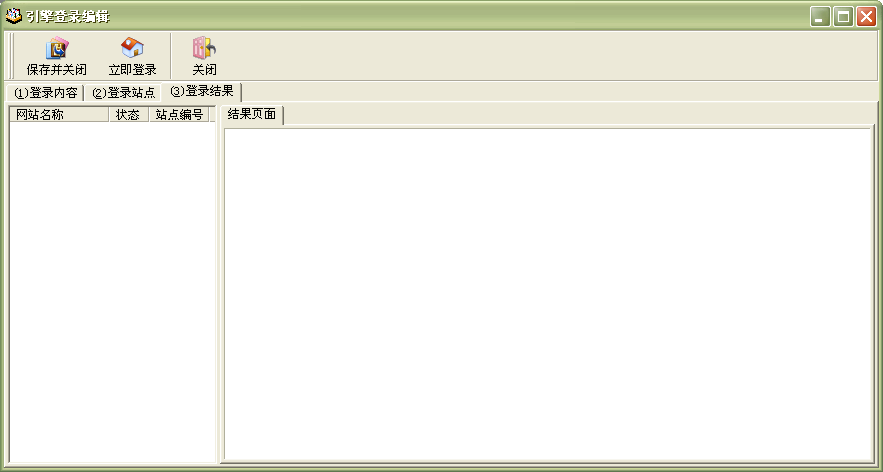 引擎登录编辑
保存并关闭 立即登录 关闭
(1)登录内容 (2)登录站点 (3)登录结果
网站名称 状态 站点编号 结果页面